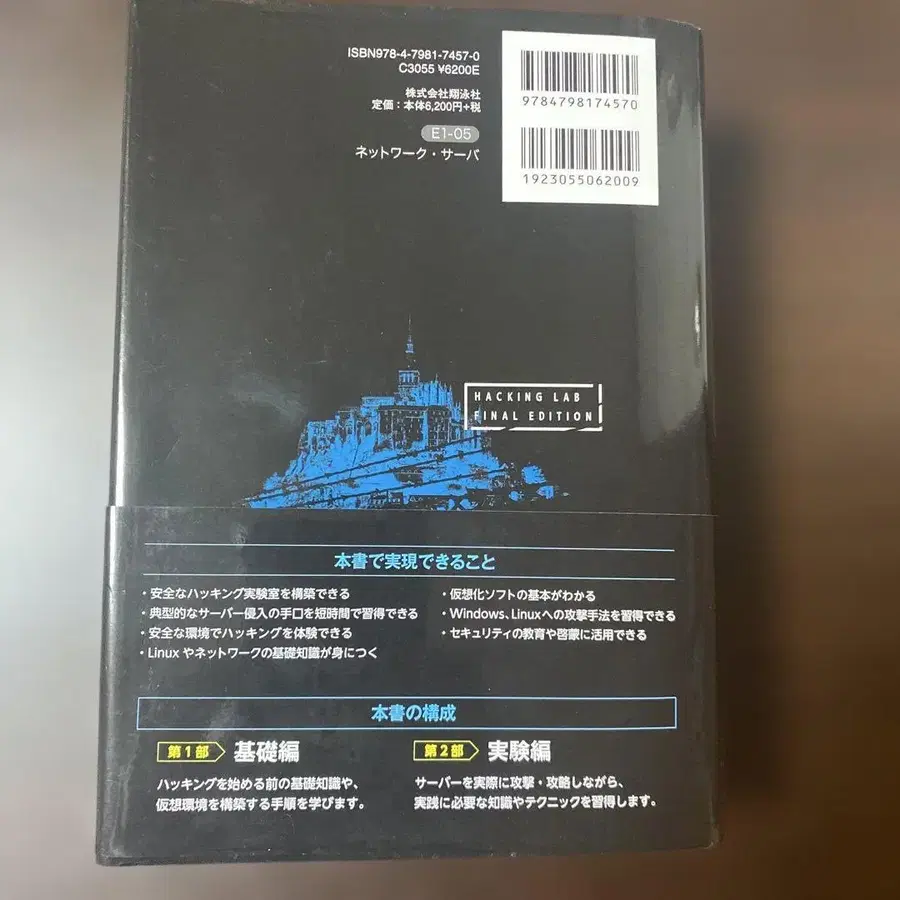 ISBN978-4-7981-7457-0
C3055 ¥6200E
株式会社翔泳社
定価：本体6,200円+税
E1-05
ネットワーク・サーバ
9784798174570
1923055062009
HACKING LAB
FINAL EDITION
本書で実現できること
・安全なハッキング実験室を構築できる
・典型的なサーバー侵入の手口を短時間で習得できる
・安全な環境でハッキングを体験できる
・Linux やネットワークの基礎知識が身につく
・仮想化ソフトの基本がわかる
・Windows、Linuxへの攻撃手法を習得できる
・セキュリティの教育や啓蒙に活用できる
本書の構成
第1部 基礎編
ハッキングを始める前の基礎知識や、
仮想環境を構築する手順を学びます。
第2部 実験編
サーバーを実際に攻撃・攻略しながら、
実践に必要な知識やテクニックを習得します。